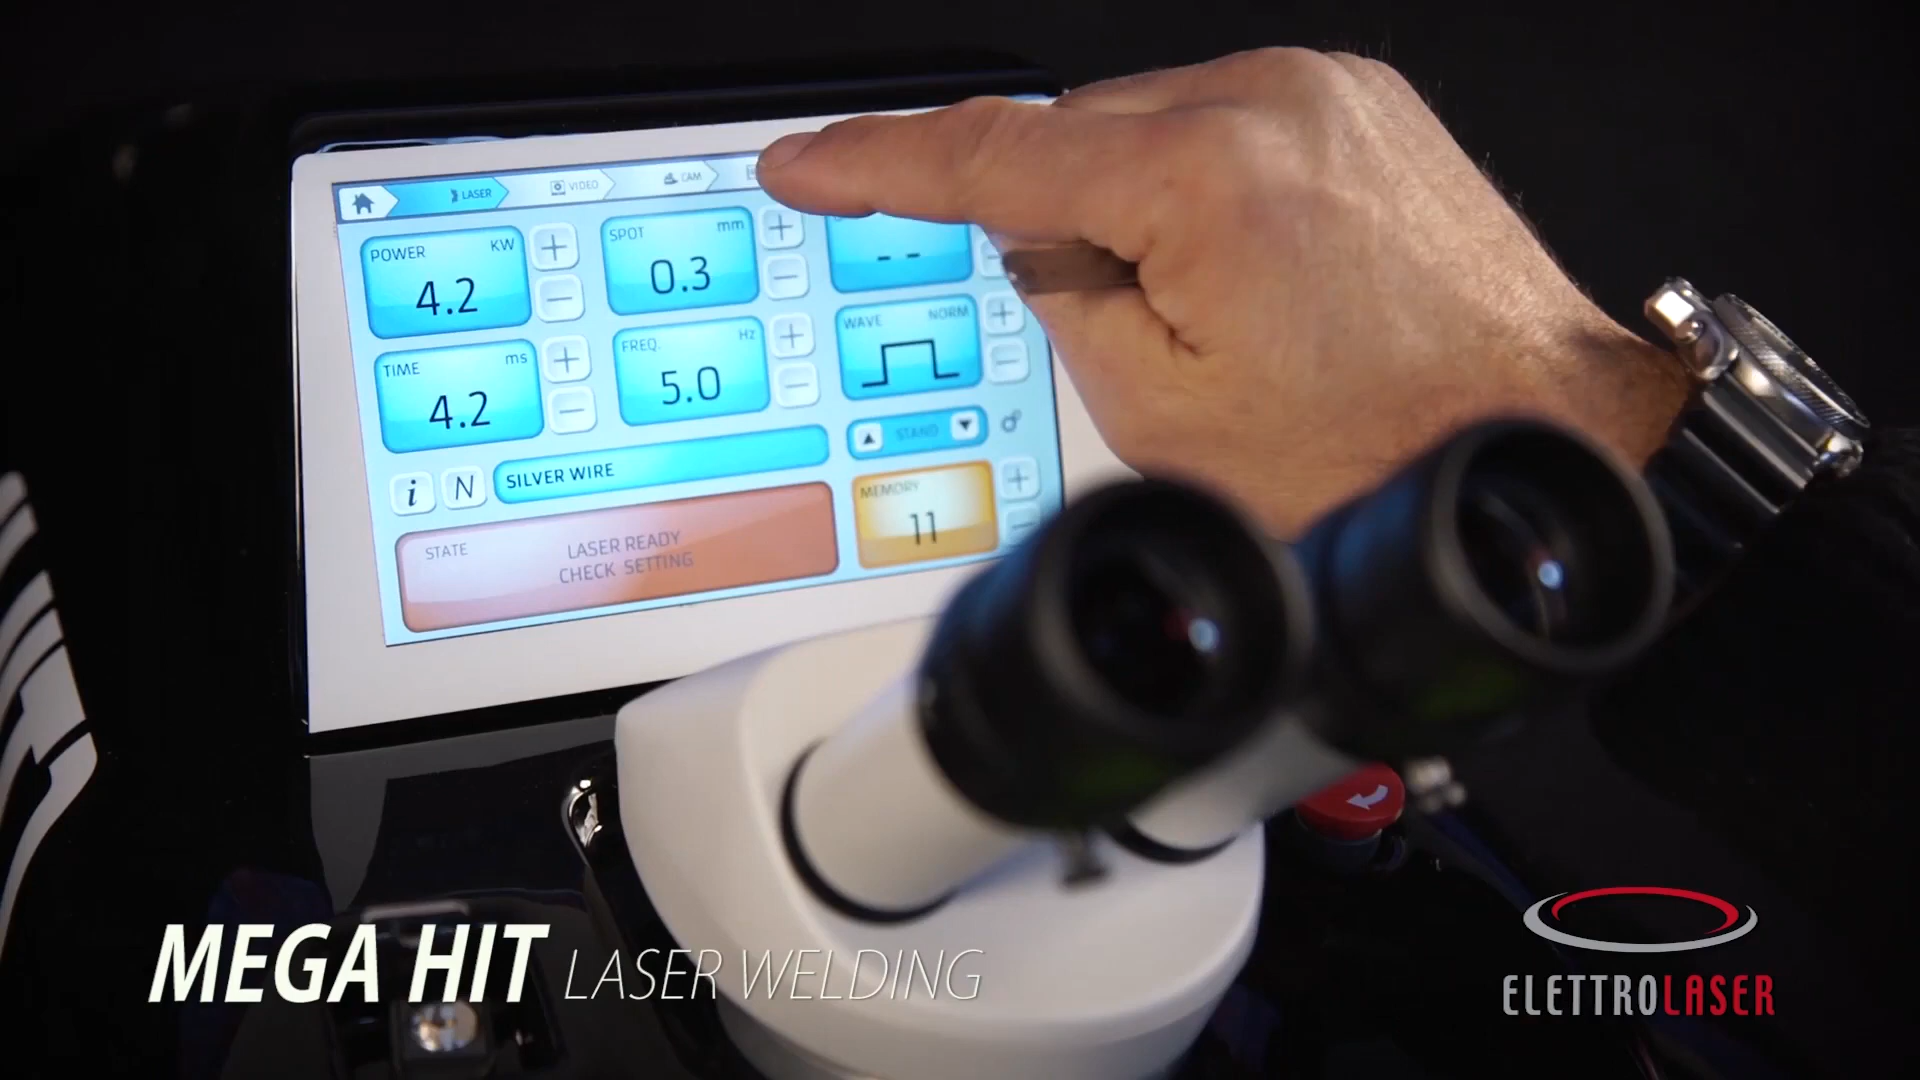 LASER
VIDEO
CAM
POWER KW
4.2
SPOT mm
0.3
--
TIME ms
4.2
FREQ. Hz
5.0
WAVE NORM
STAND
i N SILVER WIRE
MEMORY
11
STATE
LASER READY
CHECK SETTING
MEGA HIT LASER WELDING
ELETTROLASER